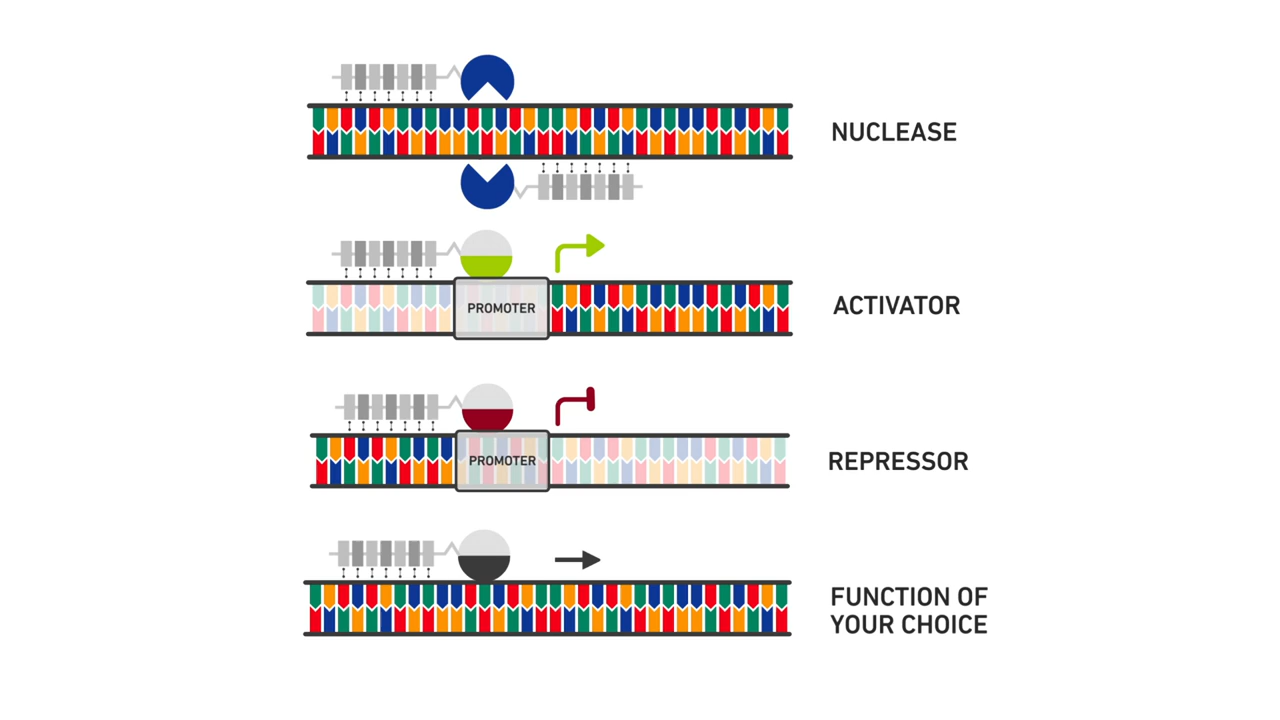 NUCLEASE
PROMOTER
ACTIVATOR
PROMOTER
REPRESSOR
FUNCTION OF
YOUR CHOICE